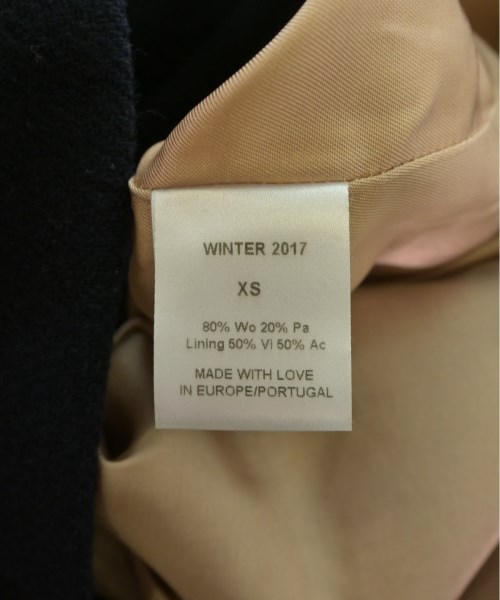 WINTER 2017
XS
80% Wo 20% Pa
Lining 50% Vi 50% Ac
MADE WITH LOVE
IN EUROPE/PORTUGAL